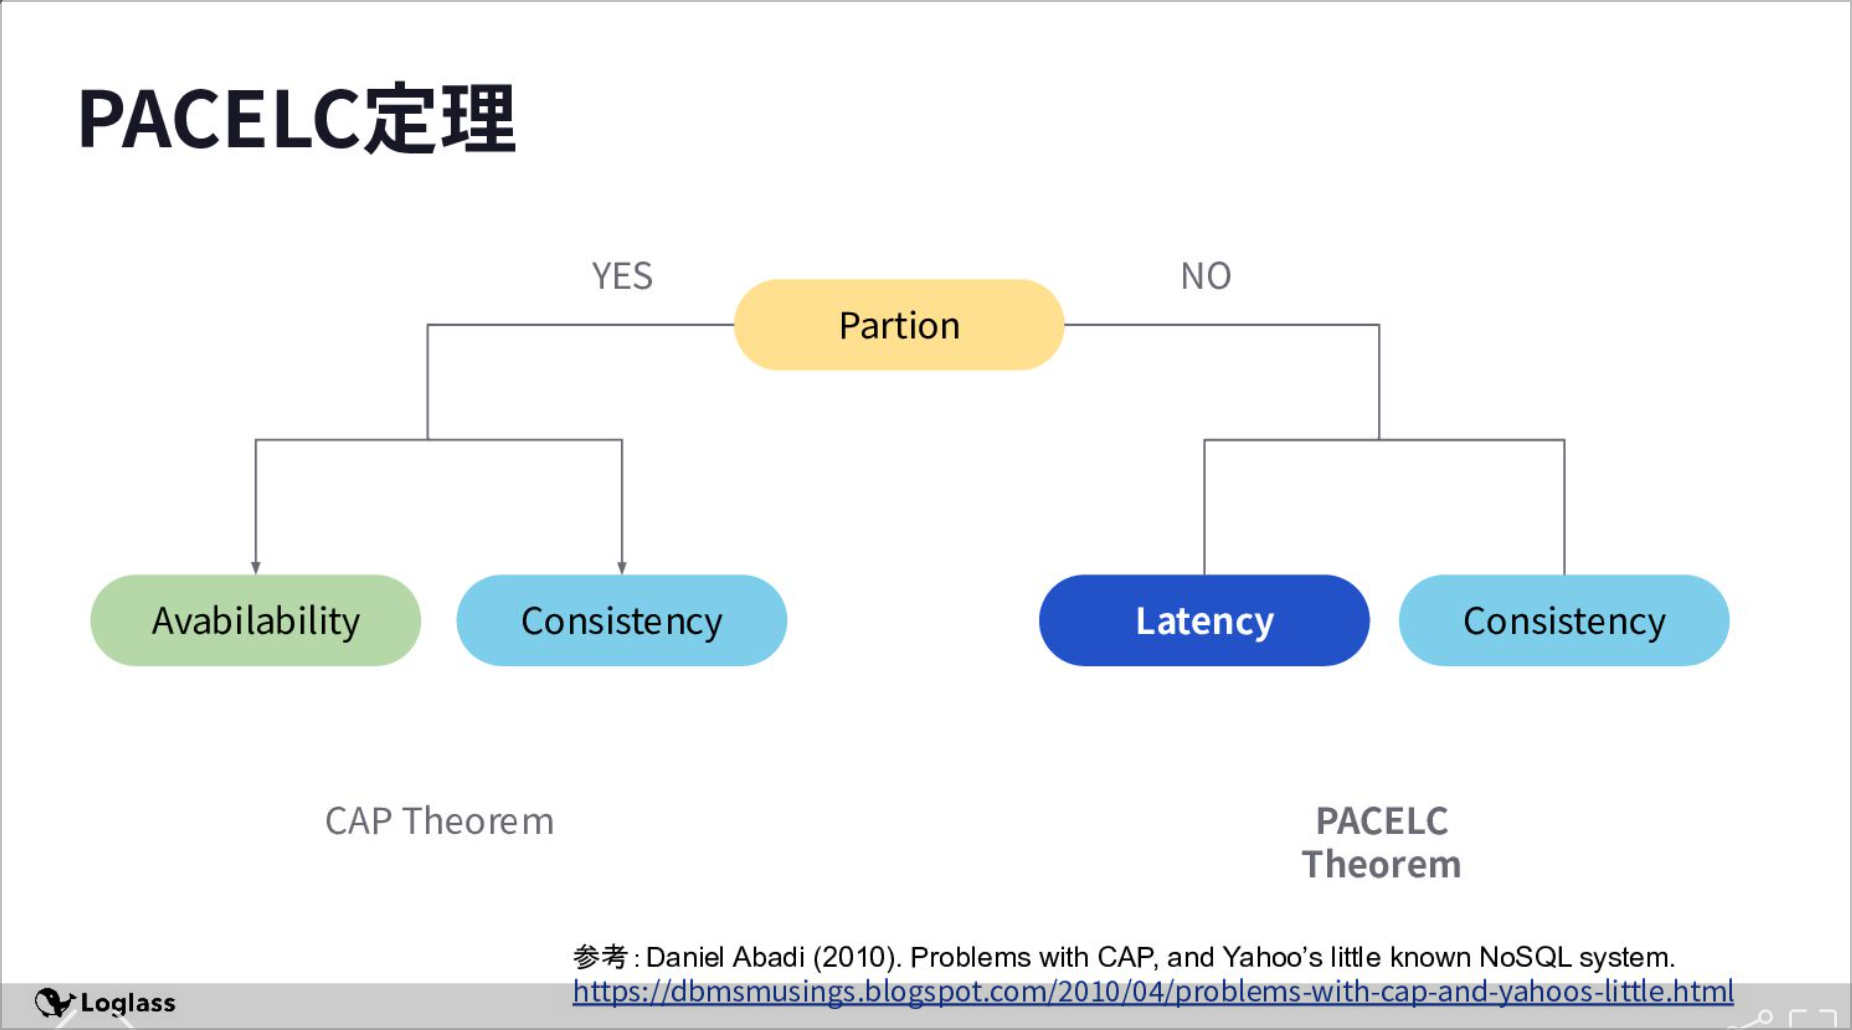 PACELC定理
YES
NO
Partion
Avabilability
Consistency
Latency
Consistency
CAP Theorem
PACELC
Theorem
参考：Daniel Abadi (2010). Problems with CAP, and Yahoo’s little known NoSQL system.
https://dbmsmusings.blogspot.com/2010/04/problems-with-cap-and-yahoos-little.html
Loglass